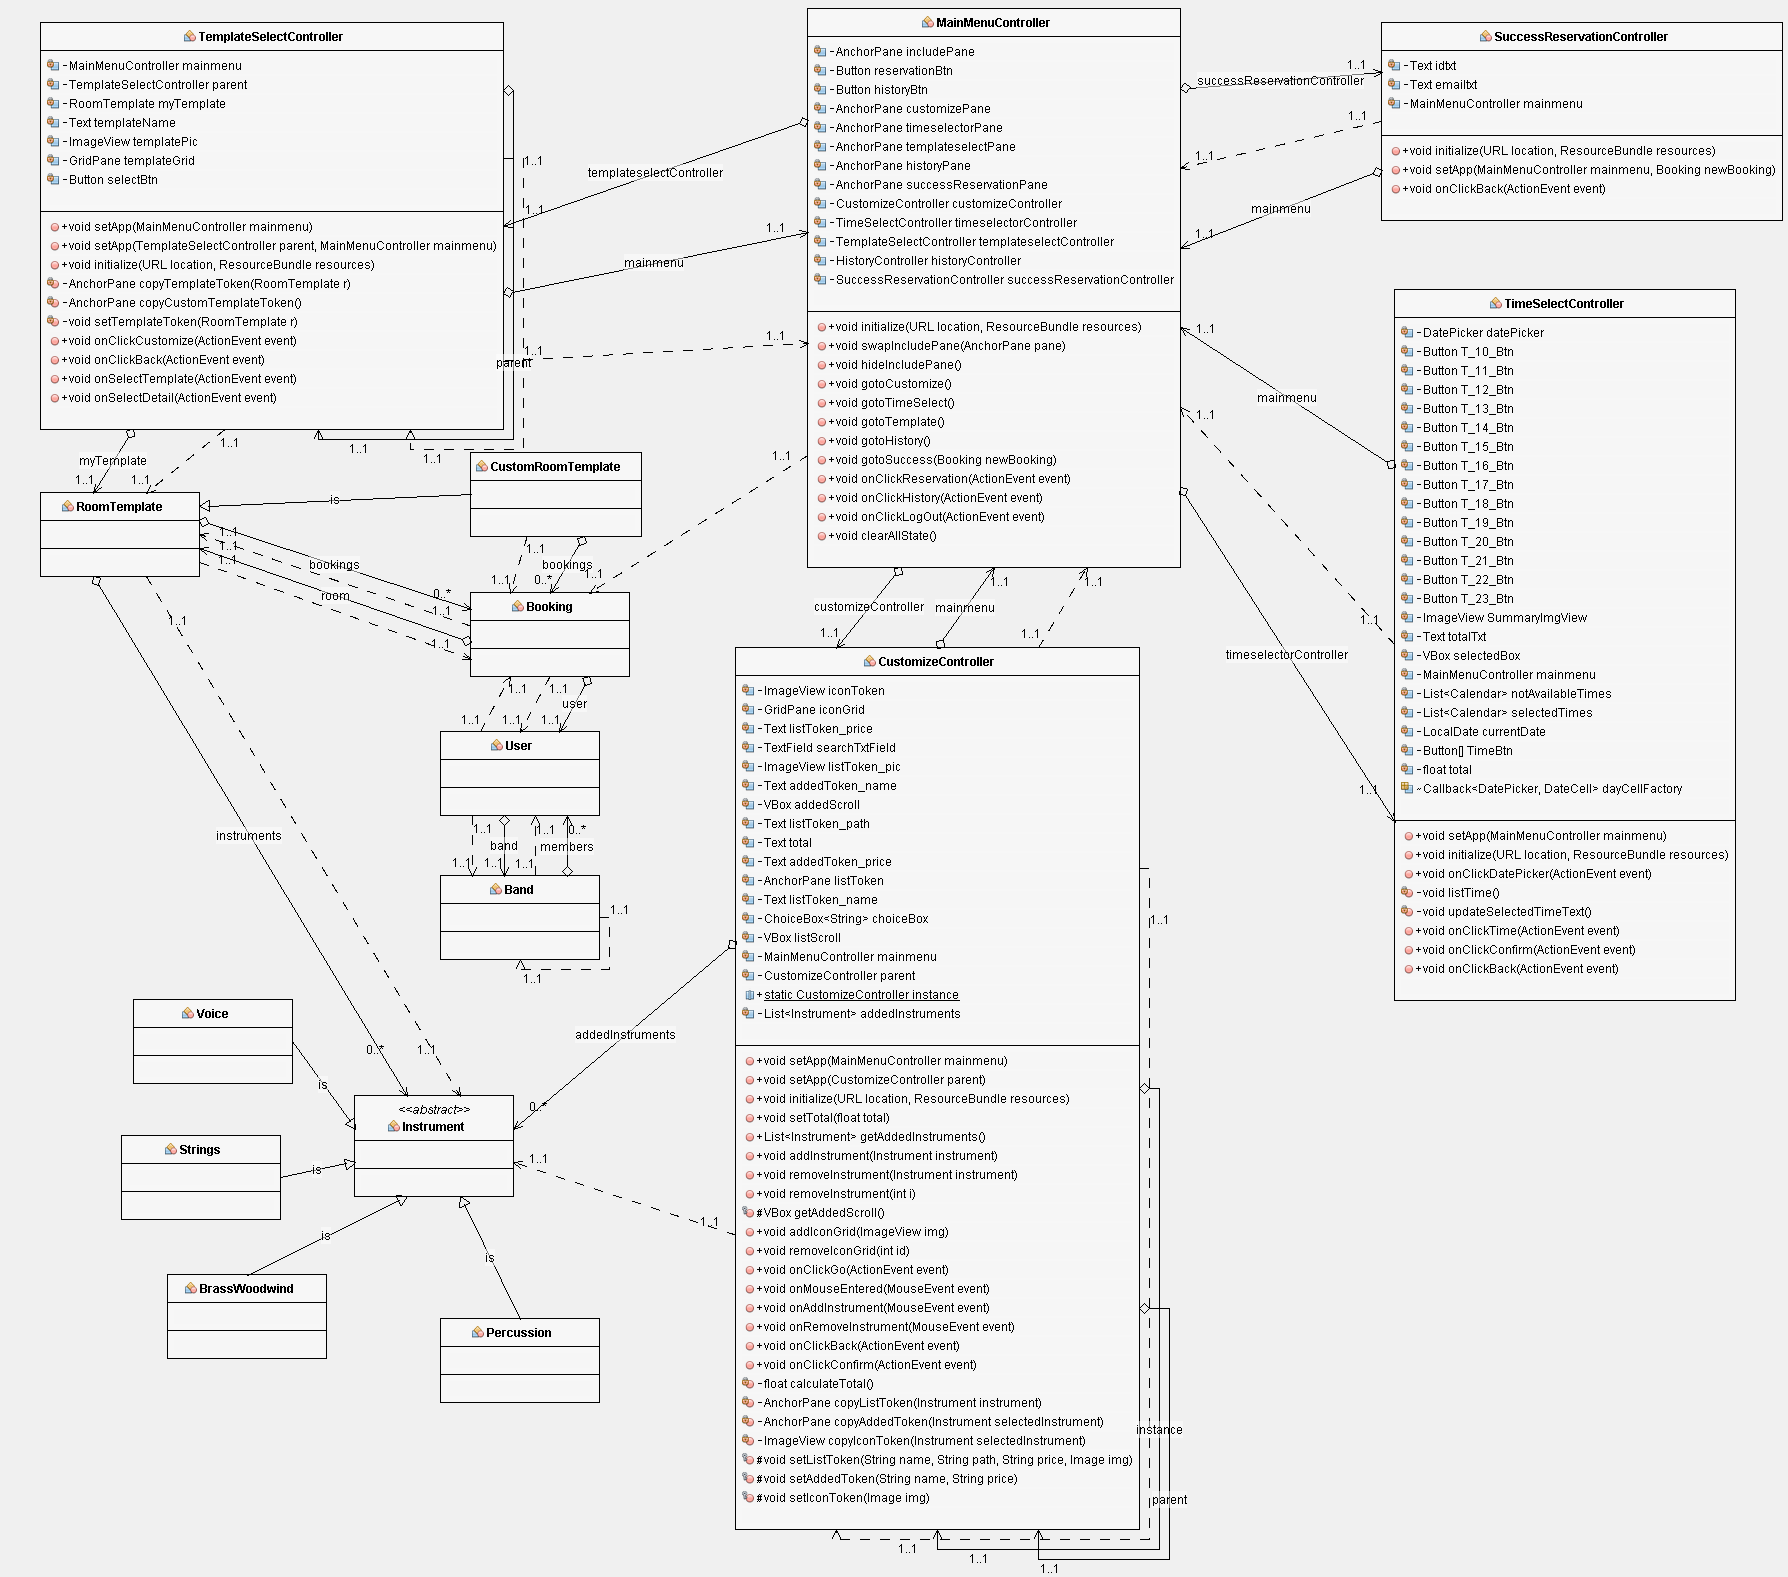 TemplateSelectController
-MainMenuController mainmenu
-TemplateSelectController parent
-RoomTemplate myTemplate
-Text templateName
-ImageView templatePic
-GridPane templateGrid
-Button selectBtn
+void setApp(MainMenuController mainmenu)
+void setApp(TemplateSelectController parent, MainMenuController mainmenu)
+void initialize(URL location, ResourceBundle resources)
-AnchorPane copyTemplateToken(RoomTemplate r)
-AnchorPane copyCustomTemplateToken()
-void setTemplateToken(RoomTemplate r)
+void onClickCustomize(ActionEvent event)
+void onClickBack(ActionEvent event)
+void onSelectTemplate(ActionEvent event)
+void onSelectDetail(ActionEvent event)
MainMenuController
-AnchorPane includePane
-Button reservationBtn
-Button historyBtn
-AnchorPane customizePane
-AnchorPane timeselectorPane
-AnchorPane templateselectPane
-AnchorPane historyPane
-AnchorPane successReservationPane
-CustomizeController customizeController
-TimeSelectController timeselectorController
-TemplateSelectController templateselectController
-HistoryController historyController
-SuccessReservationController successReservationController
+void initialize(URL location, ResourceBundle resources)
+void swapIncludePane(AnchorPane pane)
+void hideIncludePane()
+void gotoCustomize()
+void gotoTimeSelect()
+void gotoTemplate()
+void gotoHistory()
+void gotoSuccess(Booking newBooking)
+void onClickReservation(ActionEvent event)
+void onClickHistory(ActionEvent event)
+void onClickLogOut(ActionEvent event)
+void clearAllState()
SuccessReservationController
-Text idtxt
-Text emailtxt
-MainMenuController mainmenu
+void initialize(URL location, ResourceBundle resources)
+void setApp(MainMenuController mainmenu, Booking newBooking)
+void onClickBack(ActionEvent event)
1..1
successReservationController
1..1
1..1
mainmenu
1..1
1..1
templateselectController
1..1
1..1
mainmenu
1..1
1..1
parent
1..1
1..1
1..1
myTemplate
1..1
1..1
TimeSelectController
-DatePicker datePicker
-Button T_10_Btn
-Button T_11_Btn
-Button T_12_Btn
-Button T_13_Btn
-Button T_14_Btn
-Button T_15_Btn
-Button T_16_Btn
-Button T_17_Btn
-Button T_18_Btn
-Button T_19_Btn
-Button T_20_Btn
-Button T_21_Btn
-Button T_22_Btn
-Button T_23_Btn
-ImageView SummaryImgView
-Text totalTxt
-VBox selectedBox
-MainMenuController mainmenu
-List<Calendar> notAvailableTimes
-List<Calendar> selectedTimes
-LocalDate currentDate
-Button[] TimeBtn
-float total
~Callback<DatePicker, DateCell> dayCellFactory
+void setApp(MainMenuController mainmenu)
+void initialize(URL location, ResourceBundle resources)
+void onClickDatePicker(ActionEvent event)
-void listTime()
-void updateSelectedTimeText()
+void onClickTime(ActionEvent event)
+void onClickConfirm(ActionEvent event)
+void onClickBack(ActionEvent event)
1..1
mainmenu
1..1
1..1
timeselectorController
1..1
CustomRoomTemplate
RoomTemplate
is
1..1
1..1
1..1
bookings
0..*
room
1..1
1..1
1..1
bookings
1..1
0..*
1..1
1..1
Booking
1..1
1..1
user
1..1
1..1
User
1..1
1..1
0..*
band
members
1..1
1..1
1..1
Band
1..1
1..1
1..1
instruments
0..*
1..1
customizeController
mainmenu
1..1
1..1
1..1
1..1
CustomizeController
-ImageView iconToken
-GridPane iconGrid
-Text listToken_price
-TextField searchTxtField
-ImageView listToken_pic
-Text addedToken_name
-VBox addedScroll
-Text listToken_path
-Text total
-Text addedToken_price
-AnchorPane listToken
-Text listToken_name
-ChoiceBox<String> choiceBox
-VBox listScroll
-MainMenuController mainmenu
-CustomizeController parent
+static CustomizeController instance
-List<Instrument> addedInstruments
+void setApp(MainMenuController mainmenu)
+void setApp(CustomizeController parent)
+void initialize(URL location, ResourceBundle resources)
+void setTotal(float total)
+List<Instrument> getAddedInstruments()
+void addInstrument(Instrument instrument)
+void removeInstrument(Instrument instrument)
+void removeInstrument(int i)
#VBox getAddedScroll()
+void addIconGrid(ImageView img)
+void removeIconGrid(int id)
+void onClickGo(ActionEvent event)
+void onMouseEntered(MouseEvent event)
+void onAddInstrument(MouseEvent event)
+void onRemoveInstrument(MouseEvent event)
+void onClickBack(ActionEvent event)
+void onClickConfirm(ActionEvent event)
-float calculateTotal()
-AnchorPane copyListToken(Instrument instrument)
-AnchorPane copyAddedToken(Instrument selectedInstrument)
-ImageView copyIconToken(Instrument selectedInstrument)
#void setListToken(String name, String path, String price, Image img)
#void setAddedToken(String name, String price)
#void setIconToken(Image img)
1..1
instance
parent
1..1
1..1
1..1
addedInstruments
0..*
1..1
1..1
Voice
is
<<abstract>>
Instrument
Strings
is
is
BrassWoodwind
is
Percussion